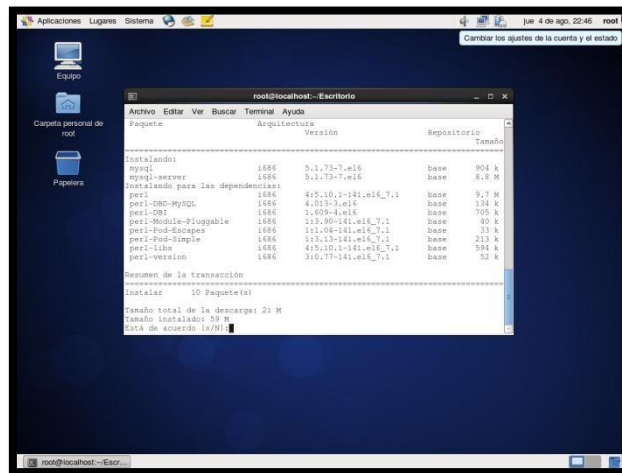 Aplicaciones Lugares Sistema
jue 4 de ago, 22:46 root
Cambiar los ajustes de la cuenta y el estado
Equipo
Carpeta personal de root
Papelera
root@localhost:~/Escritorio
Archivo Editar Ver Buscar Terminal Ayuda
Paquete Arquitectura
Versión Repositorio
Tamaño
Instalando:
mysql i686 5.1.73-7.el6 base 904 k
mysql-server i686 5.1.73-7.el6 base 8.8 M
Instalando para las dependencias:
perl i686 4:5.10.1-141.el6_7.1 base 9.7 M
perl-DBD-MySQL i686 4.013-3.el6 base 134 k
perl-DBI i686 1.609-4.el6 base 705 k
perl-Module-Pluggable i686 1:3.90-141.el6_7.1 base 40 k
perl-Pod-Escapes i686 1:1.04-141.el6_7.1 base 33 k
perl-Pod-Simple i686 1:3.13-141.el6_7.1 base 213 k
perl-libs i686 4:5.10.1-141.el6_7.1 base 594 k
perl-version i686 3:0.77-141.el6_7.1 base 52 k
Resumen de la transacción
Instalar 10 Paquete(s)
Tamaño total de la descarga: 21 M
Tamaño instalado: 59 M
Está de acuerdo [s/N]:
root@localhost:~/Escr...